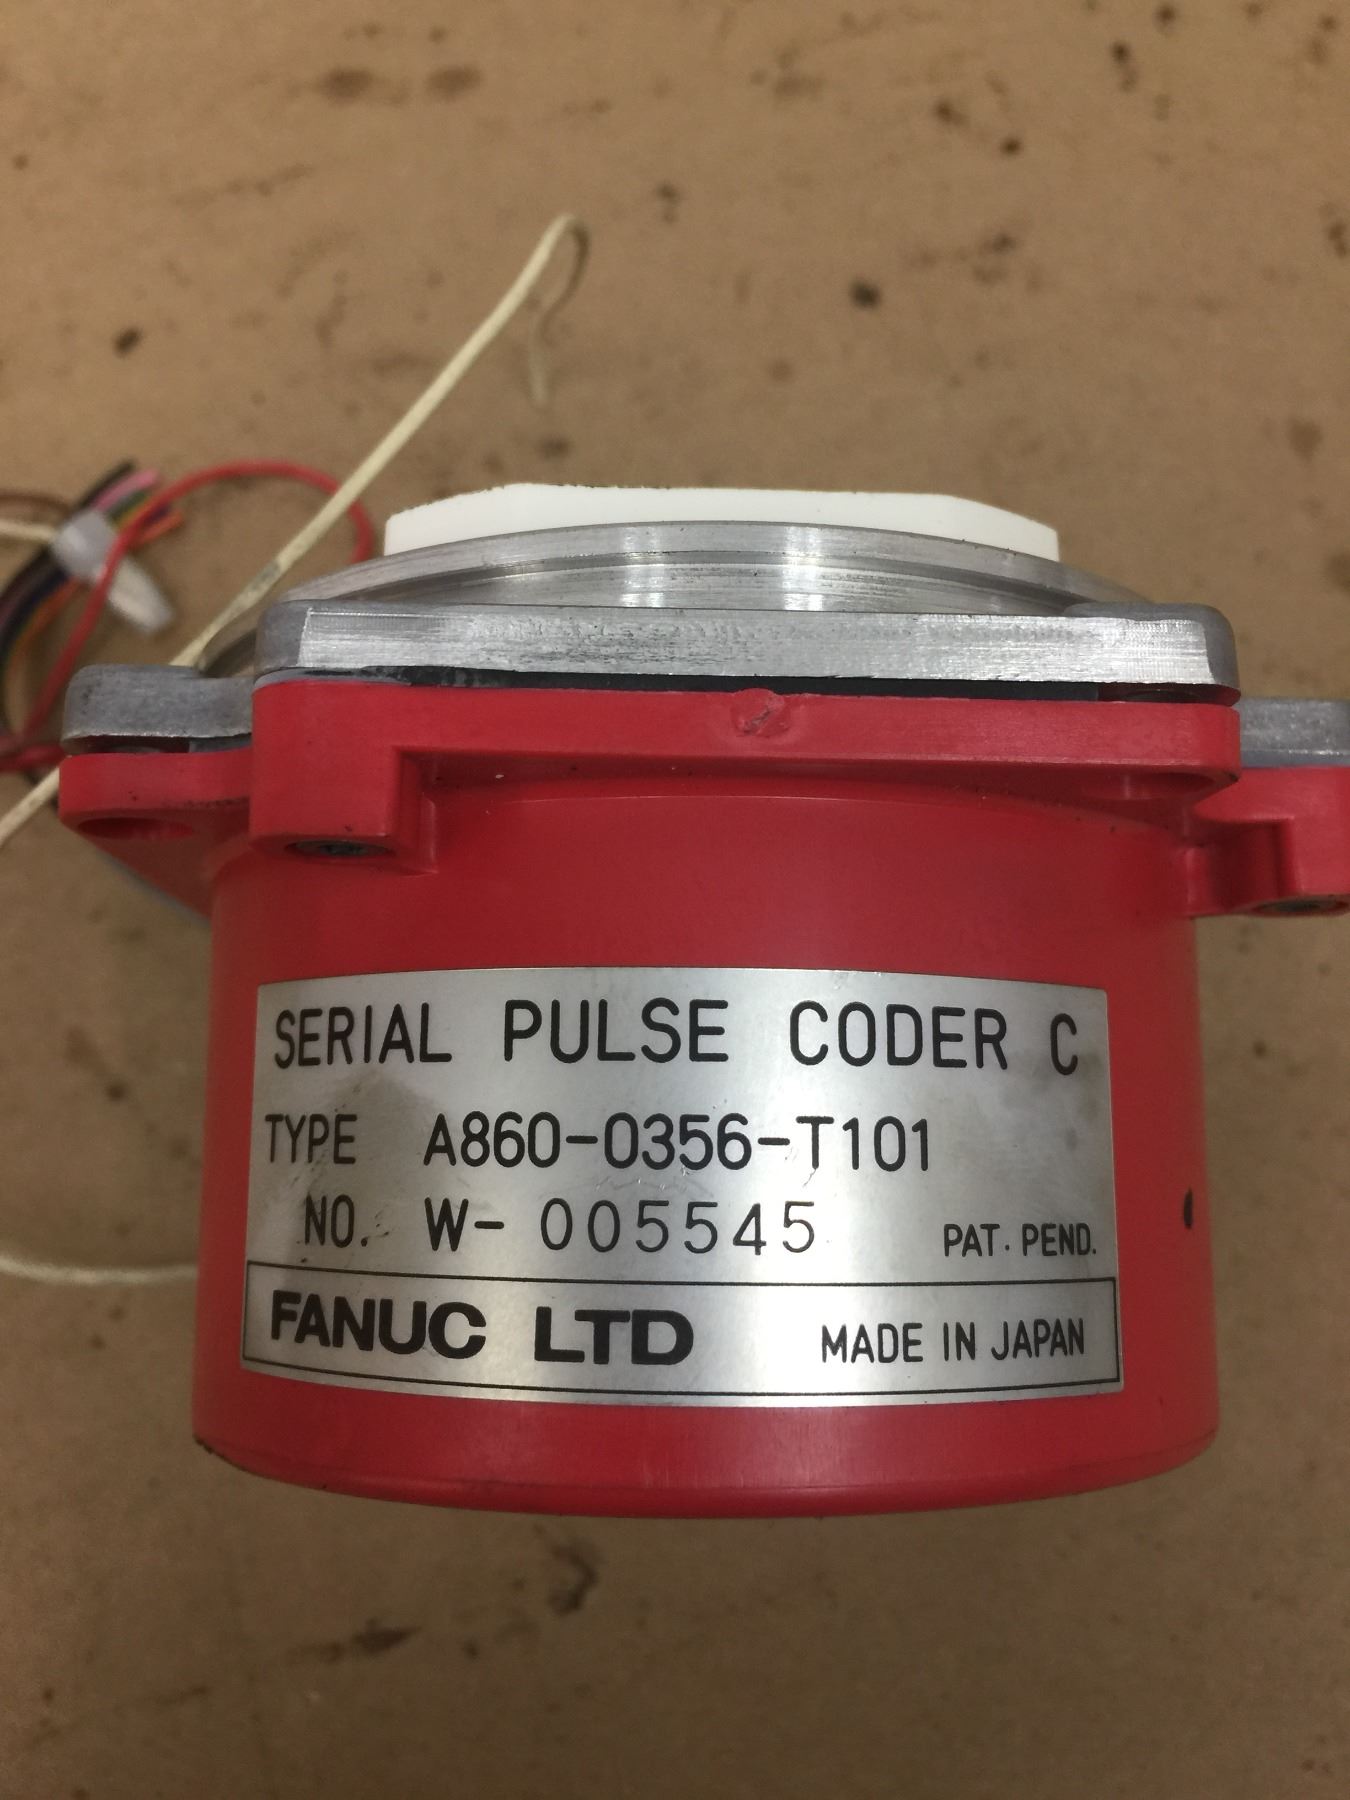 SERIAL PULSE CODER C
TYPE A860-0356-T101
NO. W- 005545 PAT. PEND.
FANUC LTD MADE IN JAPAN